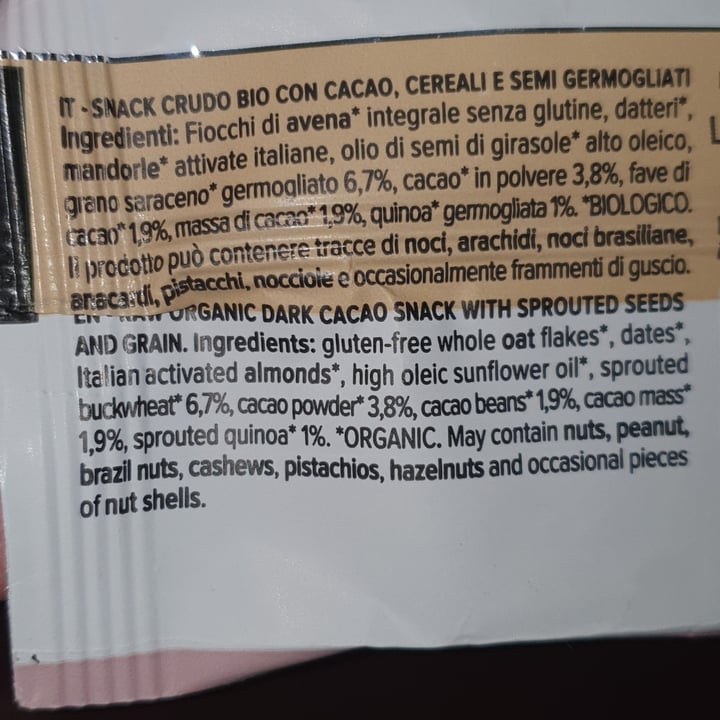 IT - SNACK CRUDO BIO CON CACAO, CEREALI E SEMI GERMOGLIATI
Ingredienti: Fiocchi di avena* integrale senza glutine, datteri*,
mandorle* attivate italiane, olio di semi di girasole* alto oleico,
grano saraceno* germogliato 6,7%, cacao* in polvere 3,8%, fave di
cacao* 1,9%, massa di cacao* 1,9%, quinoa* germogliata 1%. *BIOLOGICO.
Il prodotto può contenere tracce di noci, arachidi, noci brasiliane,
anacardi, pistacchi, nocciole e occasionalmente frammenti di guscio.
EN - RAW ORGANIC DARK CACAO SNACK WITH SPROUTED SEEDS
AND GRAIN. Ingredients: gluten-free whole oat flakes*, dates*,
Italian activated almonds*, high oleic sunflower oil*, sprouted
buckwheat* 6,7%, cacao powder* 3,8%, cacao beans* 1,9%, cacao mass*
1,9%, sprouted quinoa* 1%. *ORGANIC. May contain nuts, peanut,
brazil nuts, cashews, pistachios, hazelnuts and occasional pieces
of nut shells.